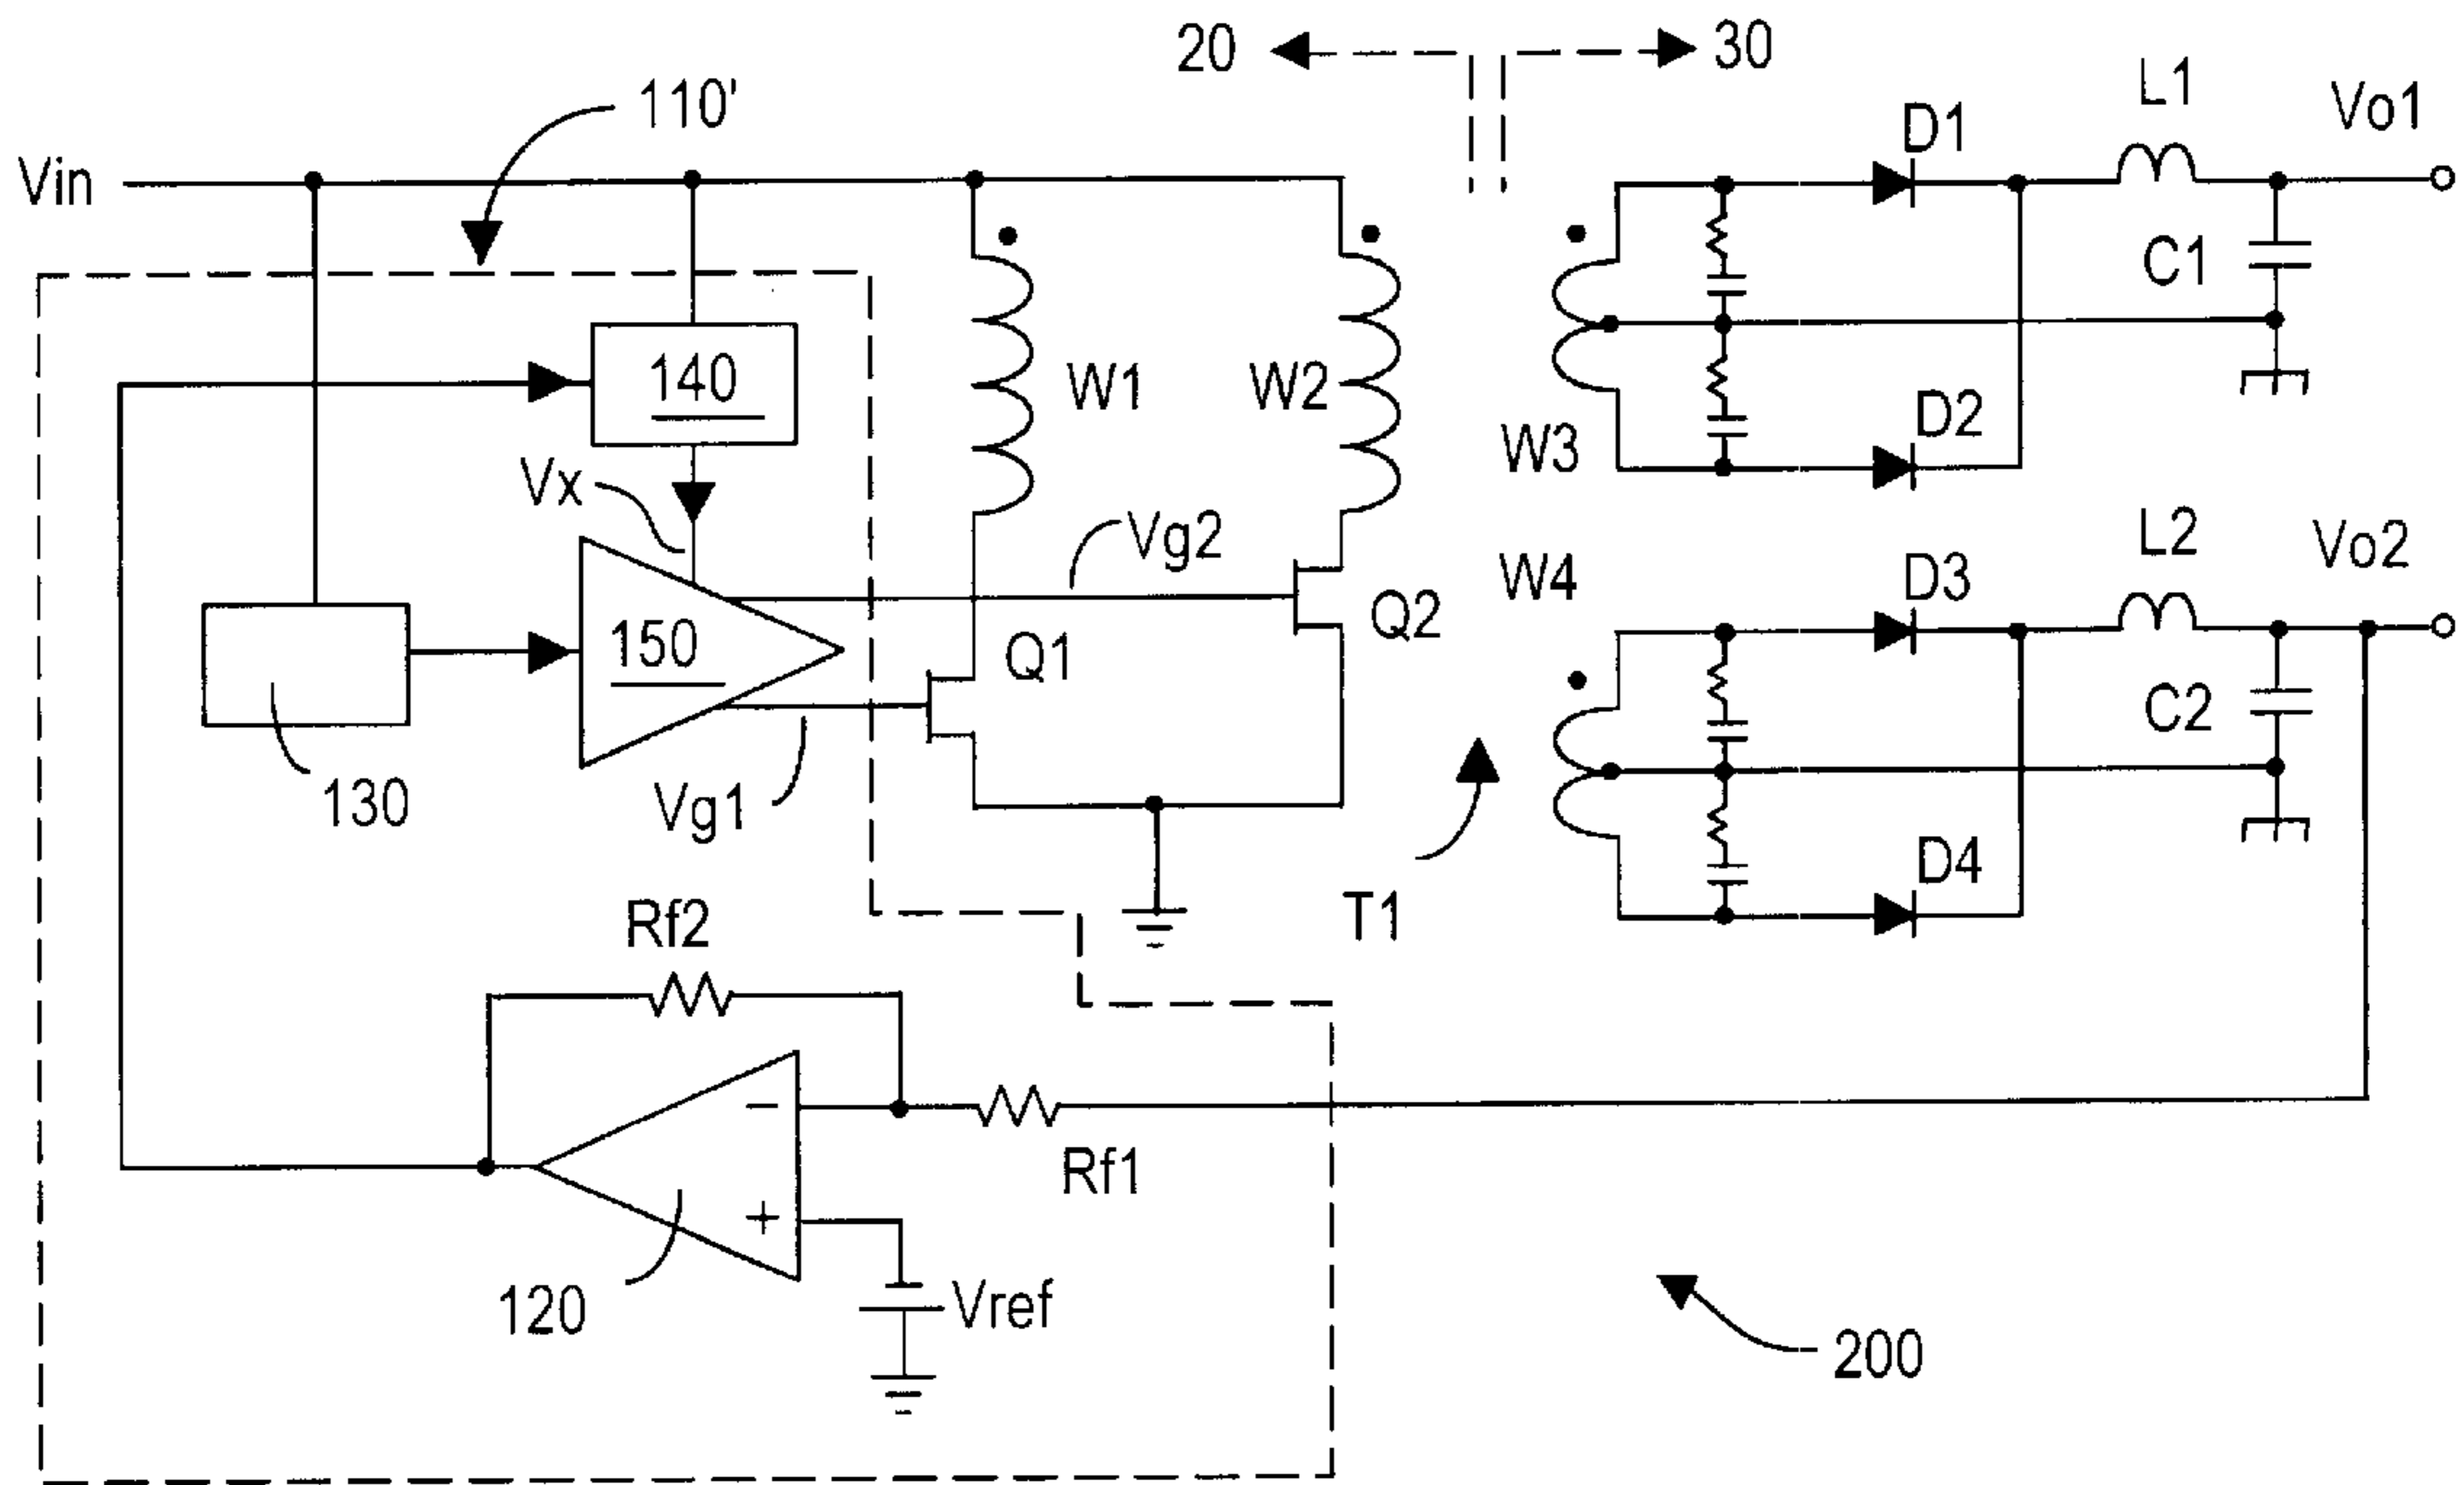 20
30
110'
L1
Vo1
D1
Vin
C1
140
W1
W2
D2
W3
Vx
Vg2
L2
Vo2
W4
D3
Q2
150
Q1
C2
130
Vg1
D4
T1
Rf2
−
Rf1
+
120
Vref
200